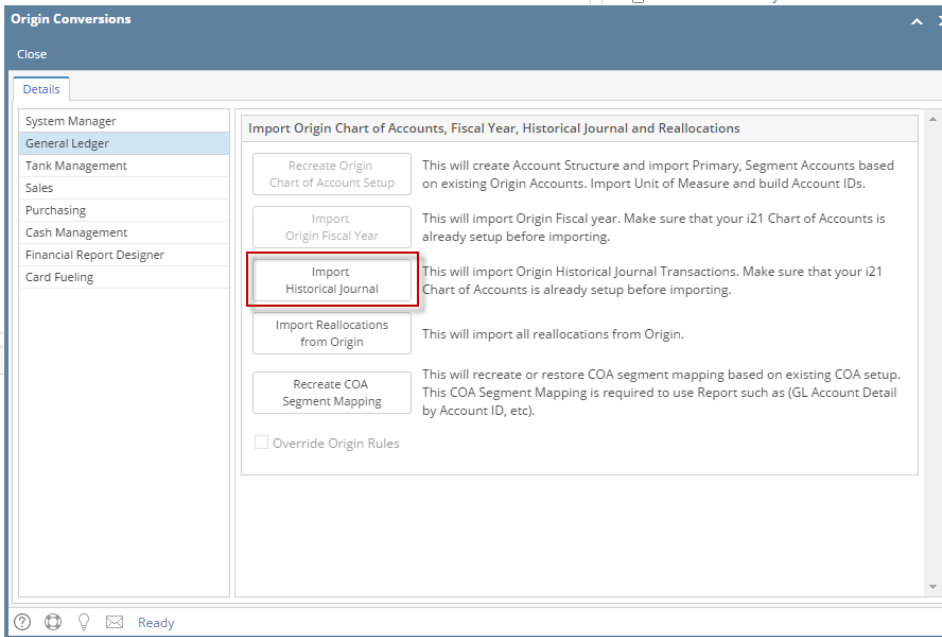 Origin Conversions
Close
Details
System Manager
General Ledger
Tank Management
Sales
Purchasing
Cash Management
Financial Report Designer
Card Fueling
Import Origin Chart of Accounts, Fiscal Year, Historical Journal and Reallocations
Recreate Origin
Chart of Account Setup
This will create Account Structure and import Primary, Segment Accounts based
on existing Origin Accounts. Import Unit of Measure and build Account IDs.
Import
Origin Fiscal Year
This will import Origin Fiscal year. Make sure that your i21 Chart of Accounts is
already setup before importing.
Import
Historical Journal
This will import Origin Historical Journal Transactions. Make sure that your i21
Chart of Accounts is already setup before importing.
Import Reallocations
from Origin
This will import all reallocations from Origin.
Recreate COA
Segment Mapping
This will recreate or restore COA segment mapping based on existing COA setup.
This COA Segment Mapping is required to use Report such as (GL Account Detail
by Account ID, etc).
Override Origin Rules
Ready